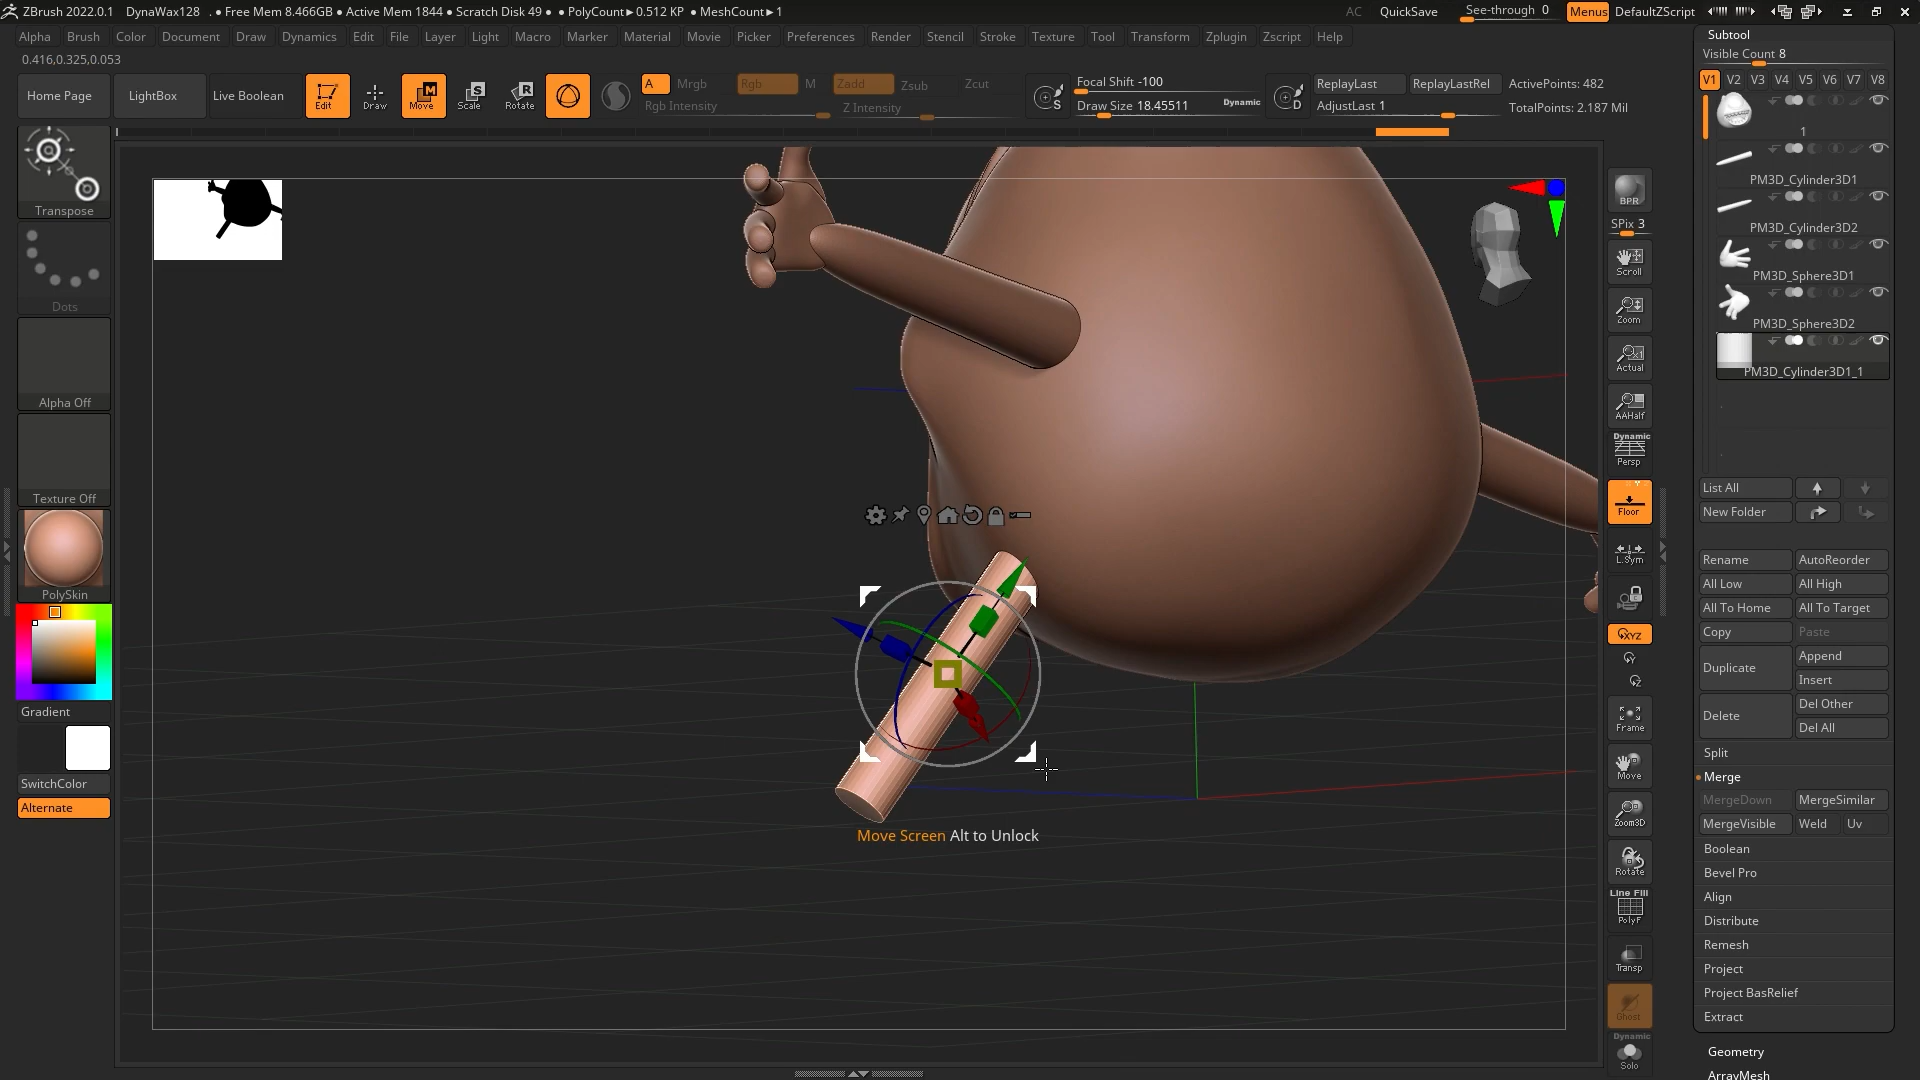 ZBrush 2022.0.1 DynaWax128 . ● Free Mem 8.466GB ● Active Mem 1844 ● Scratch Disk 49 ● ● PolyCount►0.512 KP ● MeshCount►1 AC QuickSave See-through 0 Menus DefaultZScript
Alpha Brush Color Document Draw Dynamics Edit File Layer Light Macro Marker Material Movie Picker Preferences Render Stencil Stroke Texture Tool Transform Zplugin Zscript Help
0.416,0.325,0.053
Home Page LightBox Live Boolean Edit Draw Move Scale Rotate
A Mrgb Rgb M Zadd Zsub Zcut
Rgb Intensity Z Intensity
Focal Shift -100
Draw Size 18.45511 Dynamic
ReplayLast ReplayLastRel ActivePoints: 482
AdjustLast 1 TotalPoints: 2.187 Mil
Transpose
Dots
Alpha Off
Texture Off
PolySkin
Gradient
SwitchColor
Alternate
Move Screen Alt to Unlock
BPR
SPix 3
Scroll
Zoom
Actual
AAHalf
Dynamic
Persp
Floor
L.Sym
XYZ
Y
Z
Frame
Move
Zoom3D
Rotate
Line Fill
PolyF
Transp
Ghost
Dynamic
Solo
Subtool
Visible Count 8
V1 V2 V3 V4 V5 V6 V7 V8
1
PM3D_Cylinder3D1
PM3D_Cylinder3D2
PM3D_Sphere3D1
PM3D_Sphere3D2
PM3D_Cylinder3D1_1
List All
New Folder
Rename AutoReorder
All Low All High
All To Home All To Target
Copy Paste
Duplicate Append
Insert
Delete Del Other
Del All
Split
Merge
MergeDown MergeSimilar
MergeVisible Weld Uv
Boolean
Bevel Pro
Align
Distribute
Remesh
Project
Project BasRelief
Extract
Geometry
ArrayMesh